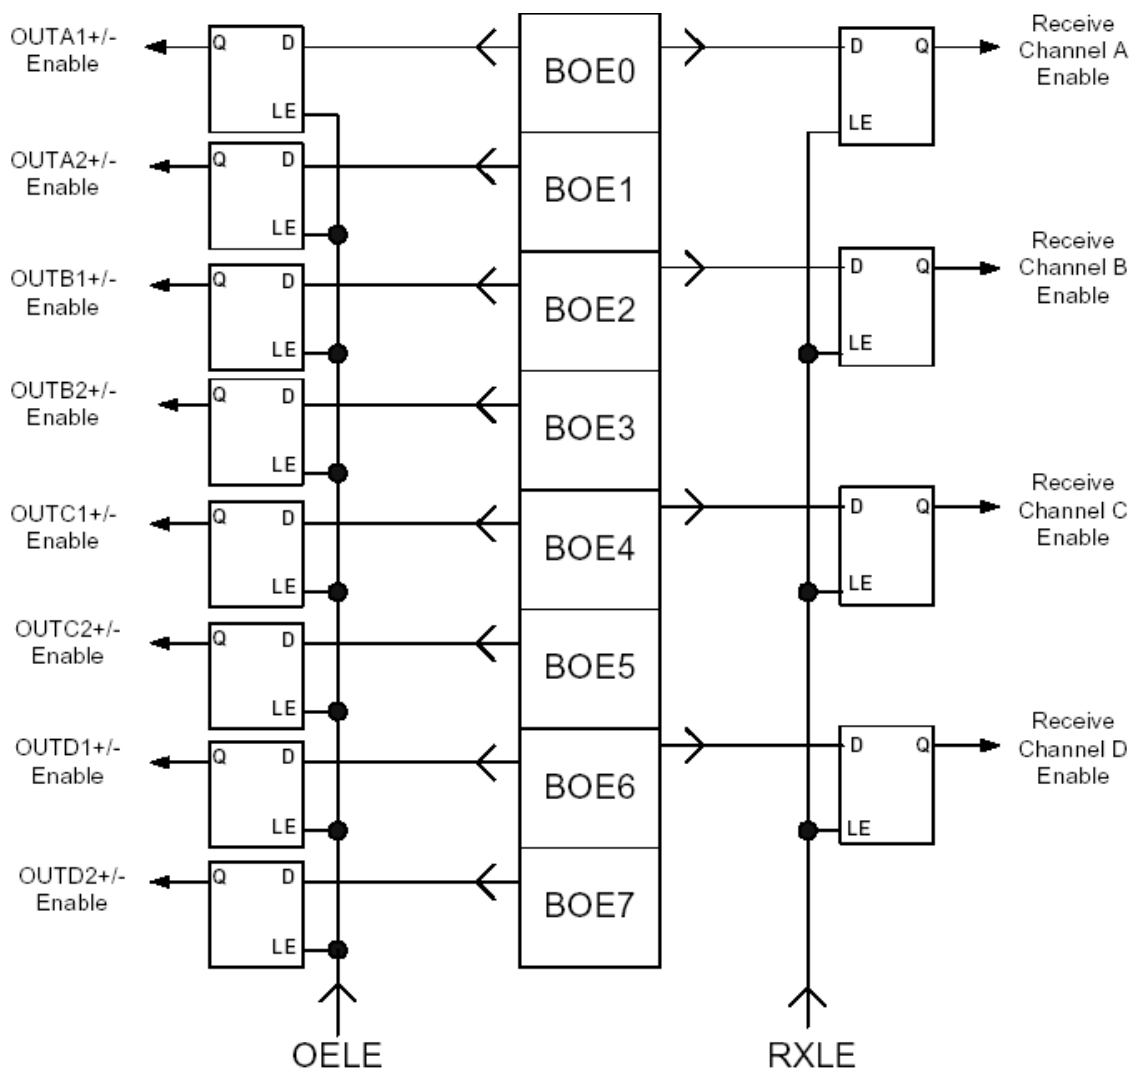 OUTA1+/-
Enable
Q D
LE
BOE0
D Q
LE
Receive
Channel A
Enable
OUTA2+/-
Enable
Q D
LE
BOE1
OUTB1+/-
Enable
Q D
LE
BOE2
D Q
LE
Receive
Channel B
Enable
OUTB2+/-
Enable
Q D
LE
BOE3
OUTC1+/-
Enable
Q D
LE
BOE4
D Q
LE
Receive
Channel C
Enable
OUTC2+/-
Enable
Q D
LE
BOE5
OUTD1+/-
Enable
Q D
LE
BOE6
D Q
LE
Receive
Channel D
Enable
OUTD2+/-
Enable
Q D
LE
BOE7
OELE
RXLE